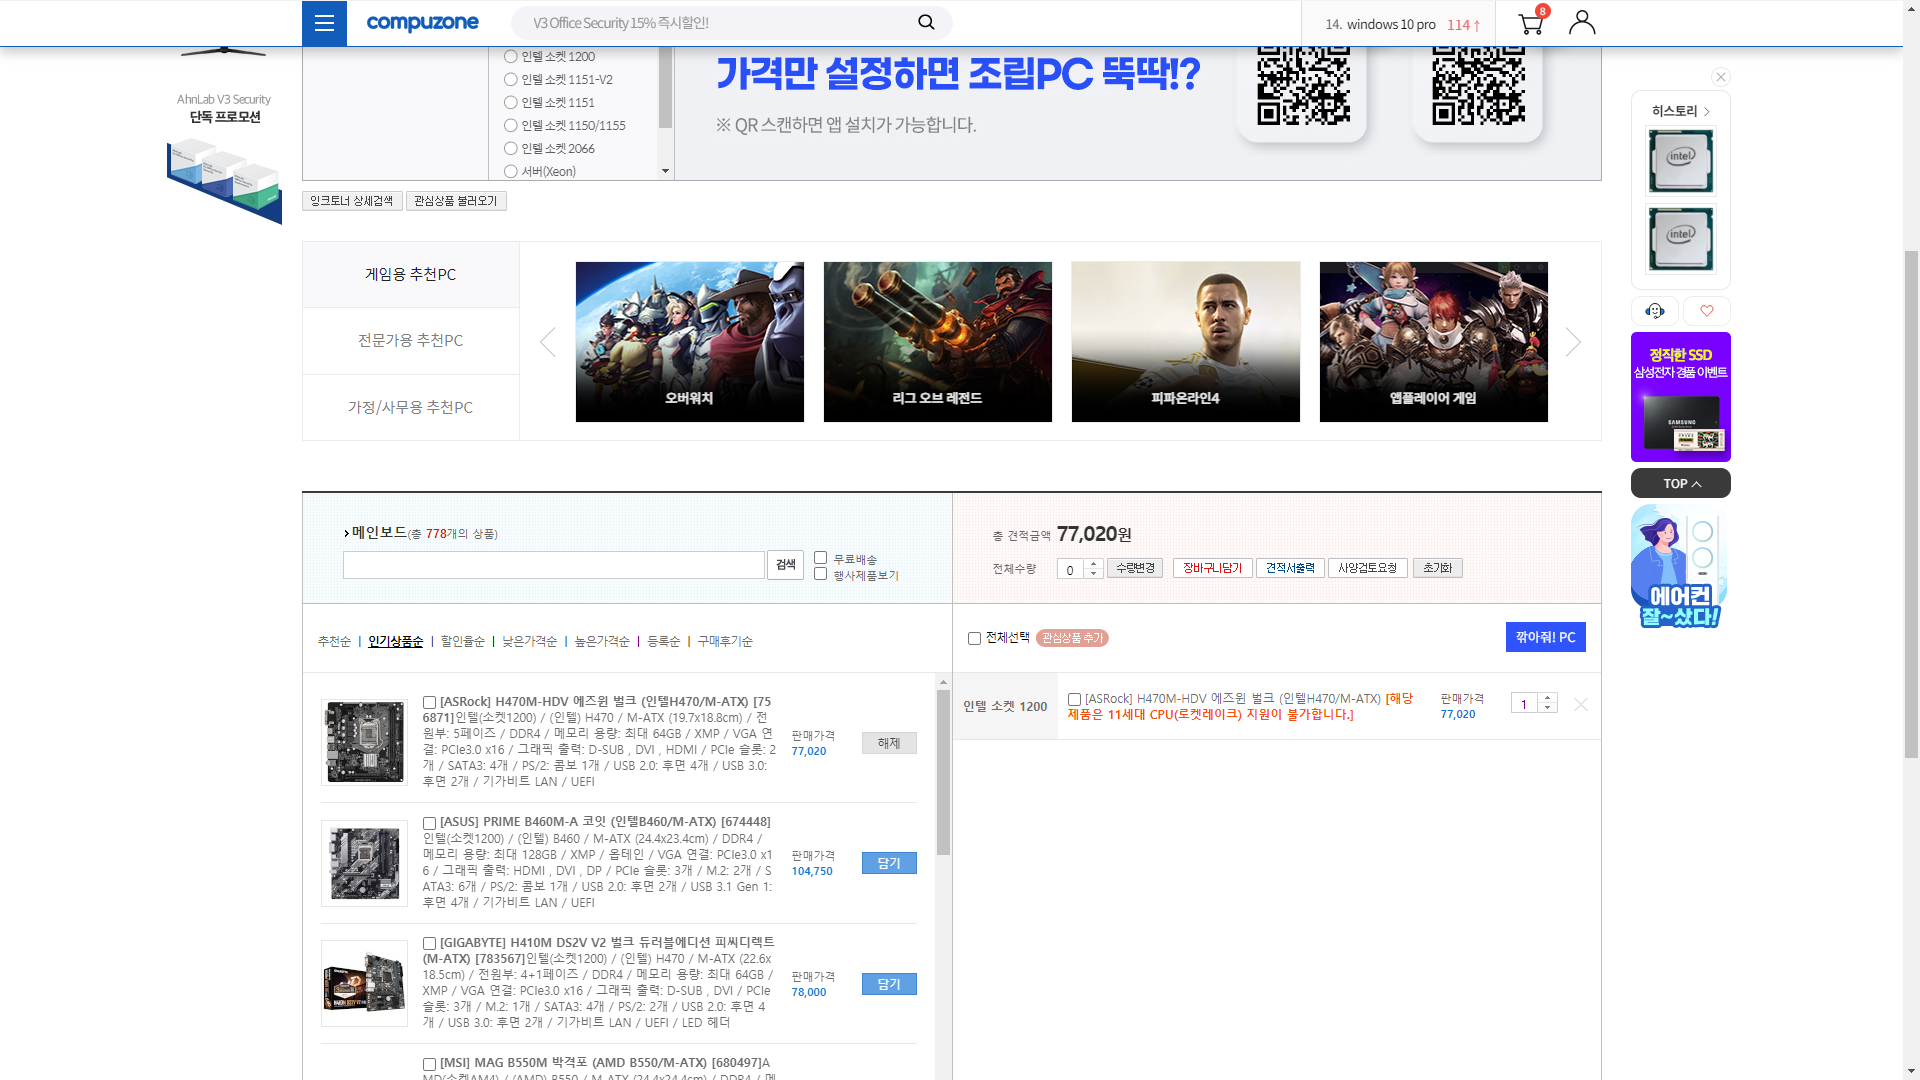 compuzone
V3 Office Security 15% 즉시할인!
14. windows 10 pro 114 ↑
8
AhnLab V3 Security
단독 프로모션
인텔 소켓 1200
인텔 소켓 1151-V2
인텔 소켓 1151
인텔 소켓 1150/1155
인텔 소켓 2066
서버(Xeon)
가격만 설정하면 조립PC 뚝딱!?
※ QR 스캔하면 앱 설치가 가능합니다.
잉크토너 상세검색
관심상품 불러오기
히스토리
intel
intel
게임용 추천PC
전문가용 추천PC
가정/사무용 추천PC
오버워치
리그 오브 레전드
피파온라인4
앱플레이어 게임
정직한 SSD
삼성전자 경품 이벤트
SAMSUNG
TOP
에어컨
잘~샀다!
메인보드(총 778개의 상품)
검색
무료배송
행사제품보기
총 견적금액 77,020원
전체수량
0
수량변경
장바구니담기
견적서출력
사양검토요청
초기화
추천순 | 인기상품순 | 할인율순 | 낮은가격순 | 높은가격순 | 등록순 | 구매후기순
전체선택
관심상품 추가
깎아줘! PC
[ASRock] H470M-HDV 에즈윈 벌크 (인텔H470/M-ATX) [75
6871]인텔(소켓1200) / (인텔) H470 / M-ATX (19.7x18.8cm) / 전
원부: 5페이즈 / DDR4 / 메모리 용량: 최대 64GB / XMP / VGA 연
결: PCIe3.0 x16 / 그래픽 출력: D-SUB , DVI , HDMI / PCIe 슬롯: 2
개 / SATA3: 4개 / PS/2: 콤보 1개 / USB 2.0: 후면 4개 / USB 3.0:
후면 2개 / 기가비트 LAN / UEFI
판매가격
77,020
해제
[ASUS] PRIME B460M-A 코잇 (인텔B460/M-ATX) [674448]
인텔(소켓1200) / (인텔) B460 / M-ATX (24.4x23.4cm) / DDR4 /
메모리 용량: 최대 128GB / XMP / 옵테인 / VGA 연결: PCIe3.0 x1
6 / 그래픽 출력: HDMI , DVI , DP / PCIe 슬롯: 3개 / M.2: 2개 / S
ATA3: 6개 / PS/2: 콤보 1개 / USB 2.0: 후면 2개 / USB 3.1 Gen 1:
후면 4개 / 기가비트 LAN / UEFI
판매가격
104,750
담기
[GIGABYTE] H410M DS2V V2 벌크 듀러블에디션 피씨디렉트
(M-ATX) [783567]인텔(소켓1200) / (인텔) H470 / M-ATX (22.6x
18.5cm) / 전원부: 4+1페이즈 / DDR4 / 메모리 용량: 최대 64GB /
XMP / VGA 연결: PCIe3.0 x16 / 그래픽 출력: D-SUB , DVI / PCIe
슬롯: 3개 / M.2: 1개 / SATA3: 4개 / PS/2: 2개 / USB 2.0: 후면 4
개 / USB 3.0: 후면 2개 / 기가비트 LAN / UEFI / LED 헤더
판매가격
78,000
담기
[MSI] MAG B550M 박격포 (AMD B550/M-ATX) [680497]A
MD(소켓AM4) / (AMD) B550 / M-ATX (24.4x24.4cm) / DDR4 / 메
인텔 소켓 1200
[ASRock] H470M-HDV 에즈윈 벌크 (인텔H470/M-ATX) [해당
제품은 11세대 CPU(로켓레이크) 지원이 불가합니다.]
판매가격
77,020
1